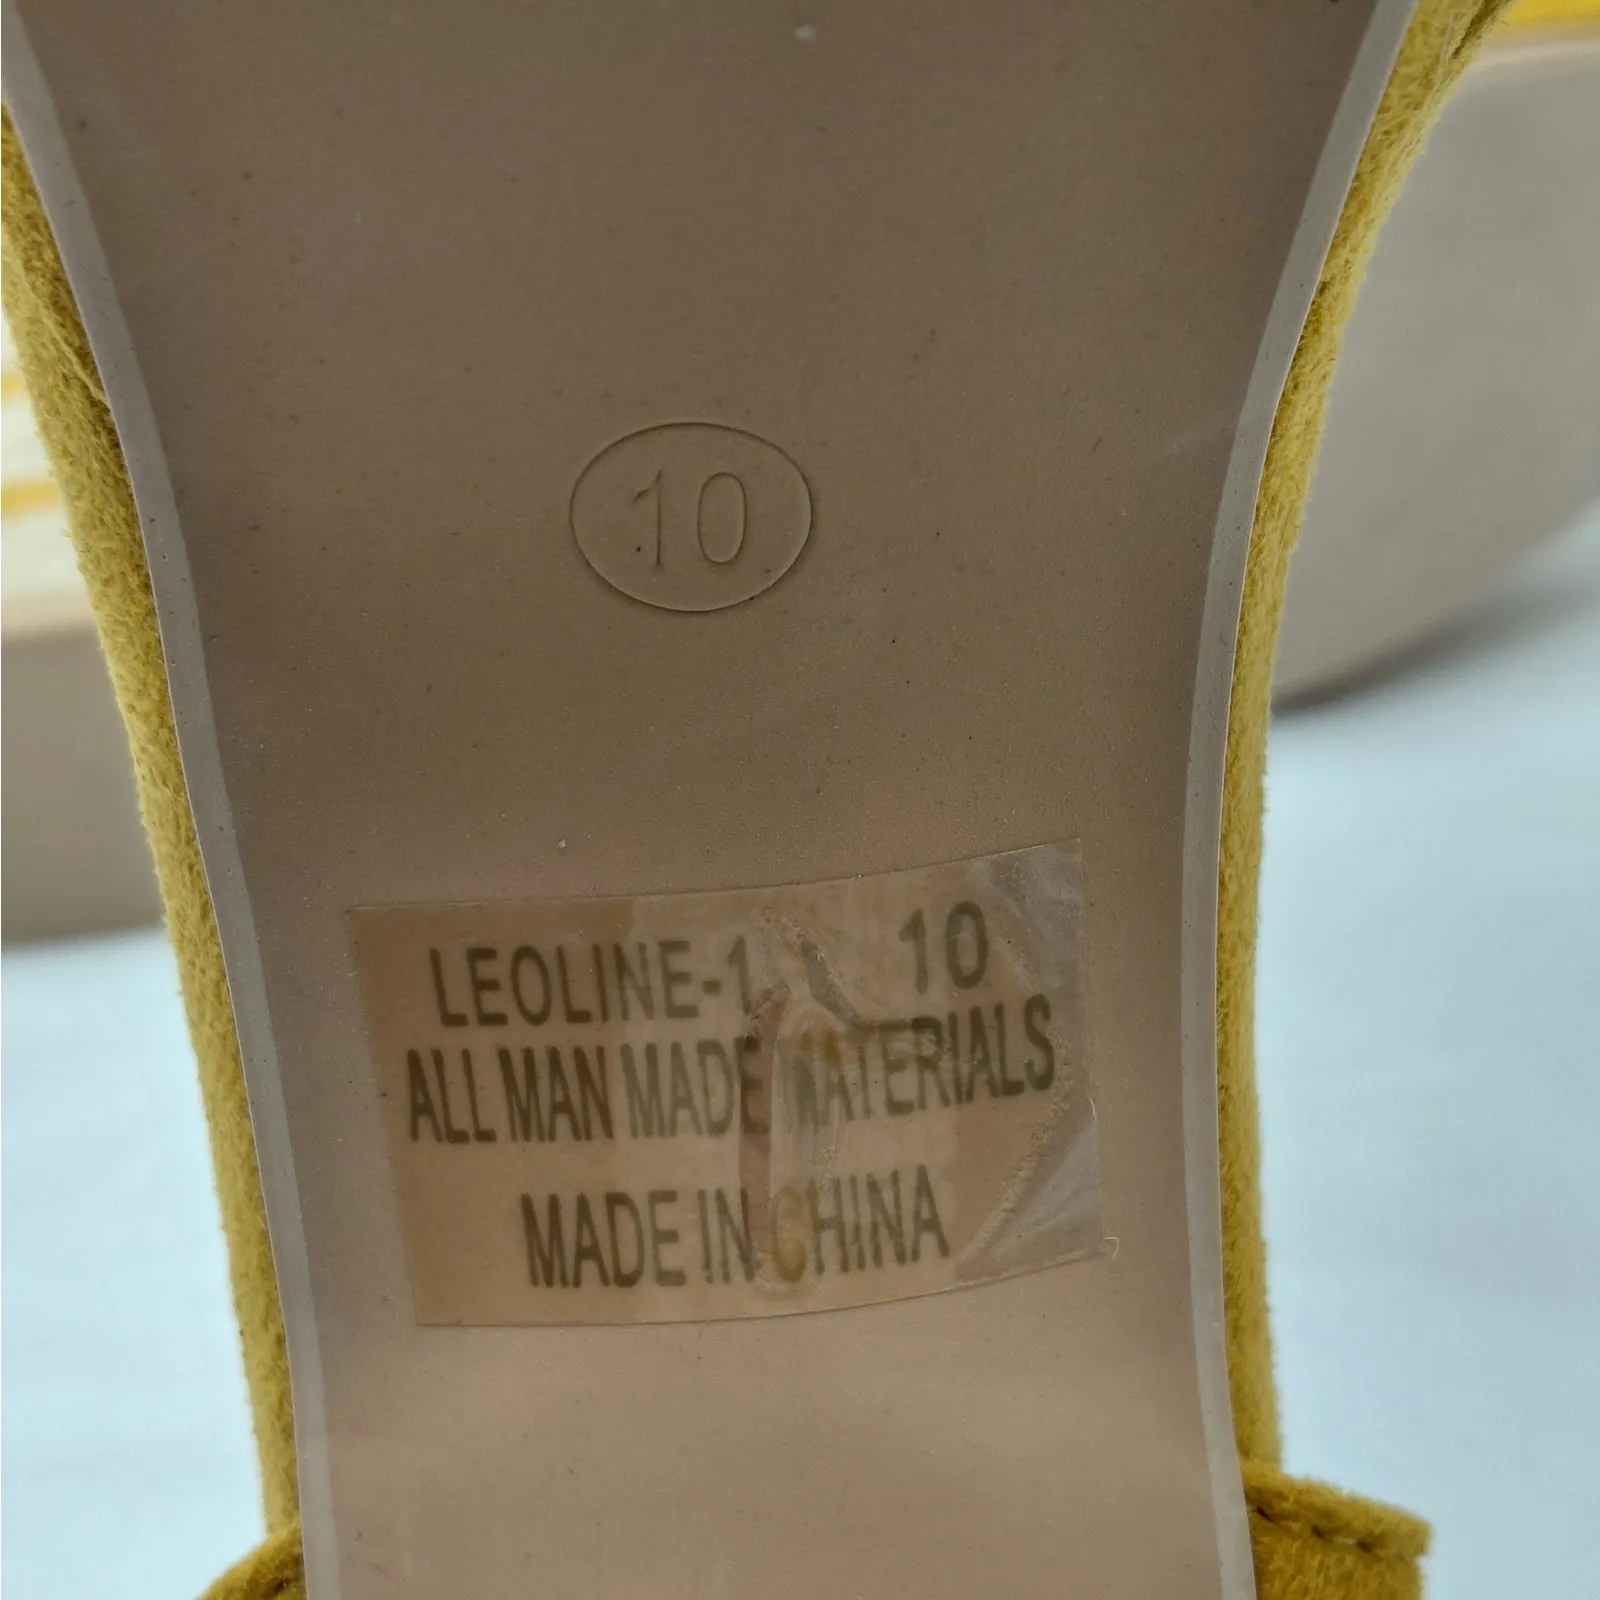 10
LEOLINE-1 10
ALL MAN MADE MATERIALS
MADE IN CHINA